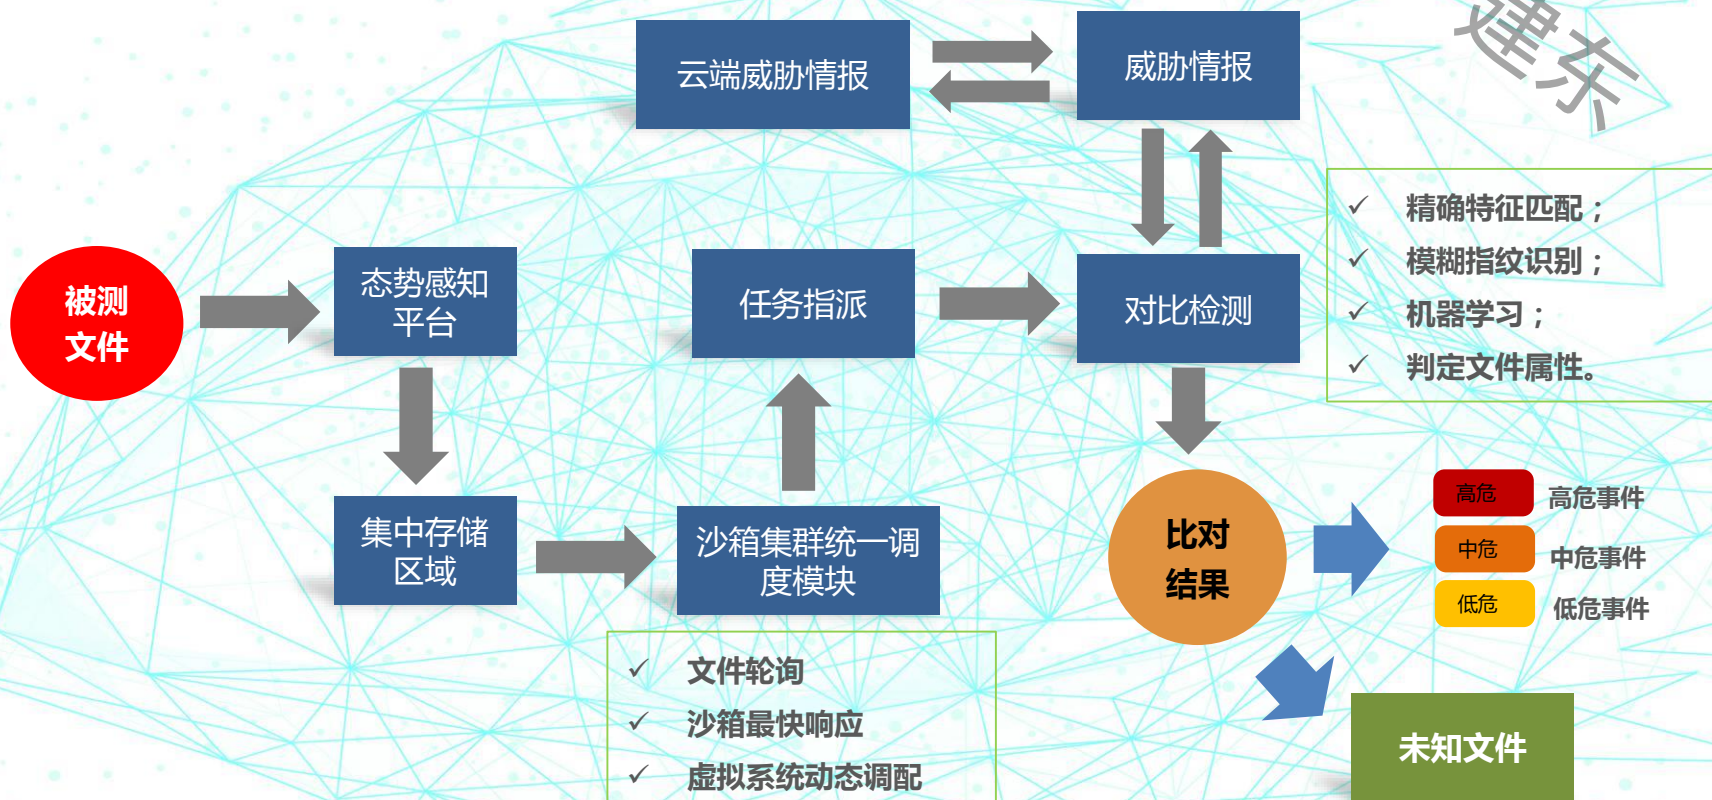 建东
云端威胁情报
威胁情报
精确特征匹配；
模糊指纹识别；
机器学习；
判定文件属性。
被测
文件
态势感知
平台
任务指派
对比检测
集中存储
区域
沙箱集群统一调
度模块
比对
结果
高危
高危事件
中危
中危事件
低危
低危事件
文件轮询
沙箱最快响应
虚拟系统动态调配
未知文件